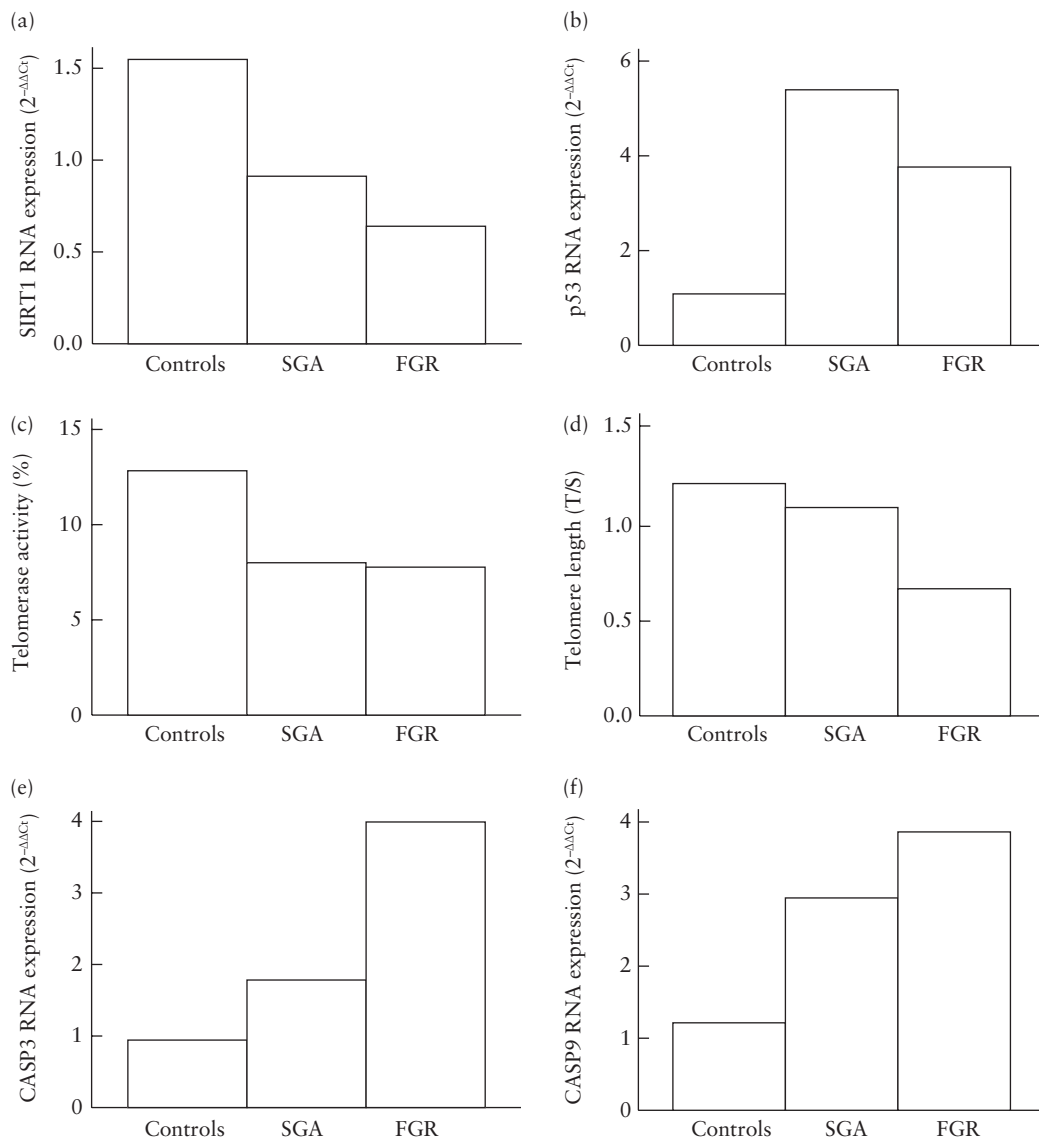 (a)
SIRT1 RNA expression (2^–ΔΔCt)
1.5
1.0
0.5
0.0
Controls SGA FGR
(b)
p53 RNA expression (2^–ΔΔCt)
6
4
2
0
Controls SGA FGR
(c)
Telomerase activity (%)
15
10
5
0
Controls SGA FGR
(d)
Telomere length (T/S)
1.5
1.0
0.5
0.0
Controls SGA FGR
(e)
CASP3 RNA expression (2^–ΔΔCt)
4
3
2
1
0
Controls SGA FGR
(f)
CASP9 RNA expression (2^–ΔΔCt)
4
3
2
1
0
Controls SGA FGR